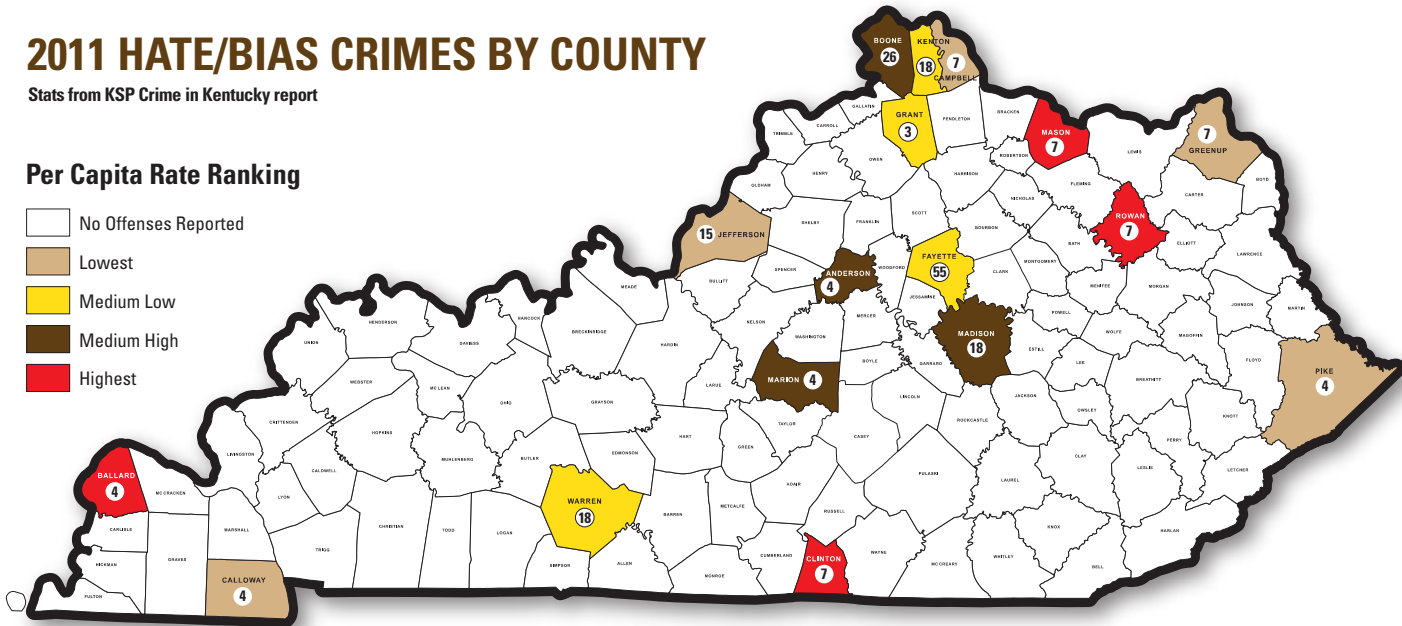 2011 HATE/BIAS CRIMES BY COUNTY
Stats from KSP Crime in Kentucky report
Per Capita Rate Ranking
No Offenses Reported
Lowest
Medium Low
Medium High
Highest
BOONE
26
KENTON
18
7
CAMPBELL
GALLATIN
GRANT
3
PENDLETON
BRACKEN
MASON
7
LEWIS
7
GREENUP
BOYD
TRIMBLE
CARROLL
OWEN
ROBERTSON
HARRISON
FLEMING
CARTER
OLDHAM
HENRY
NICHOLAS
ROWAN
7
ELLIOTT
LAWRENCE
15 JEFFERSON
SHELBY
FRANKLIN
SCOTT
BOURBON
BATH
SPENCER
ANDERSON
4
WOODFORD
FAYETTE
55
CLARK
MONTGOMERY
MENIFEE
MORGAN
JOHNSON
MARTIN
BULLITT
MEADE
JESSAMINE
HANCOCK
BRECKINRIDGE
NELSON
MERCER
MADISON
18
POWELL
WOLFE
MAGOFFIN
FLOYD
HENDERSON
UNION
DAVIESS
HARDIN
WASHINGTON
BOYLE
GARRARD
ESTILL
LEE
BREATHITT
PIKE
4
WEBSTER
MC LEAN
OHIO
GRAYSON
LARUE
MARION 4
LINCOLN
ROCKCASTLE
JACKSON
OWSLEY
KNOTT
CRITTENDEN
HOPKINS
MUHLENBERG
BUTLER
EDMONSON
HART
GREEN
TAYLOR
CASEY
PERRY
LETCHER
LIVINGSTON
CALDWELL
LYON
PULASKI
LAUREL
CLAY
LESLIE
BALLARD
4
MC CRACKEN
WARREN
18
BARREN
METCALFE
ADAIR
RUSSELL
KNOX
HARLAN
CARLISLE
MARSHALL
TRIGG
CHRISTIAN
TODD
LOGAN
SIMPSON
ALLEN
MONROE
CUMBERLAND
CLINTON
7
WAYNE
MC CREARY
WHITLEY
BELL
HICKMAN
GRAVES
CALLOWAY
4
FULTON